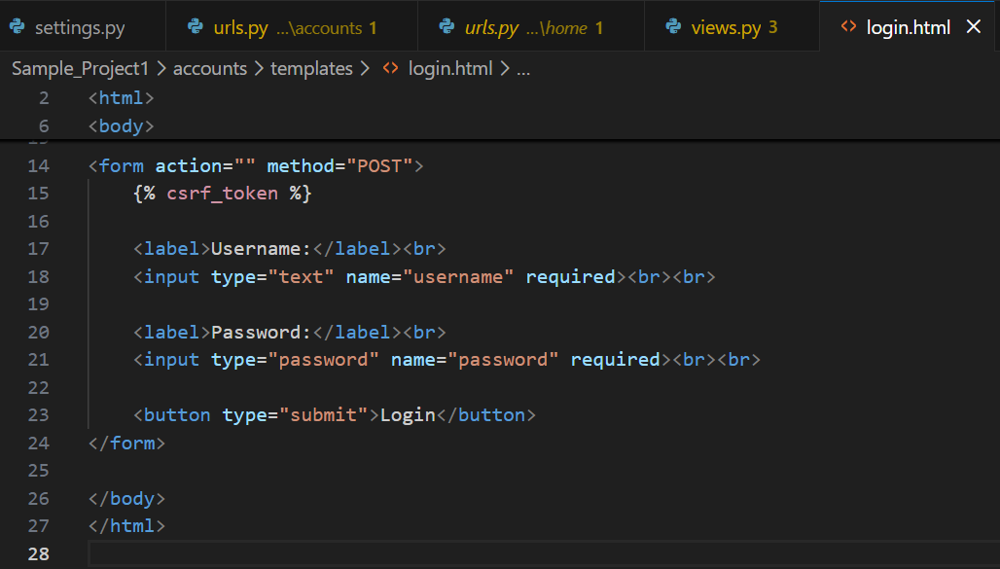 settings.py urls.py ...\accounts 1 urls.py ...\home 1 views.py 3 <> login.html ×
Sample_Project1 > accounts > templates > <> login.html > ...
2 <html>
6 <body>
14 <form action="" method="POST">
15 {% csrf_token %}
16
17 <label>Username:</label><br>
18 <input type="text" name="username" required><br><br>
19
20 <label>Password:</label><br>
21 <input type="password" name="password" required><br><br>
22
23 <button type="submit">Login</button>
24 </form>
25
26 </body>
27 </html>
28